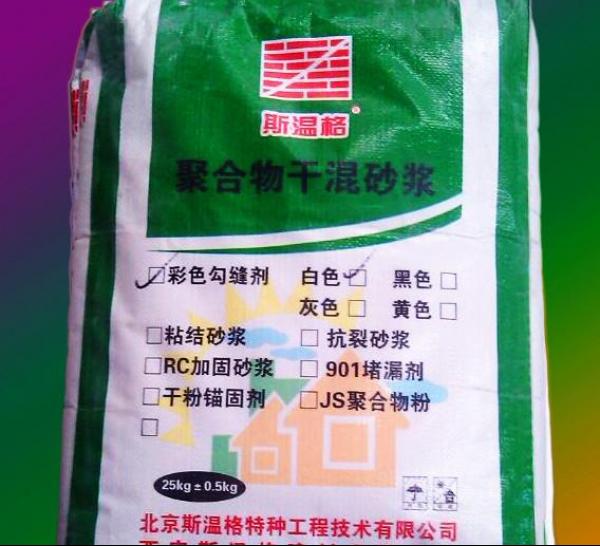 斯温格®
聚合物干混砂浆
☑彩色勾缝剂 白色☑ 黑色□
灰色□ 黄色□
□粘结砂浆 □抗裂砂浆
□RC加固砂浆 □901堵漏剂
□干粉锚固剂 □JS聚合物粉
□
25kg±0.5kg
北京斯温格特种工程技术有限公司